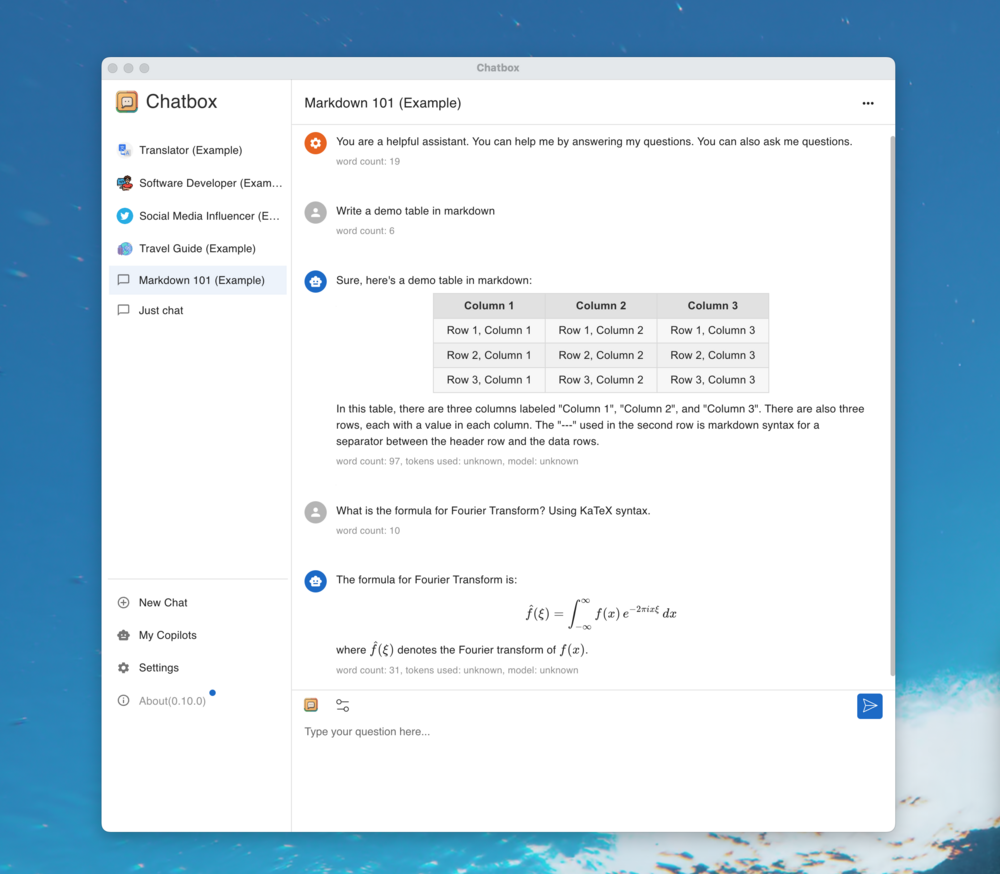 Chatbox
Chatbox
Translator (Example)
Software Developer (Exam...
Social Media Influencer (E...
Travel Guide (Example)
Markdown 101 (Example)
Just chat
New Chat
My Copilots
Settings
About(0.10.0)
Markdown 101 (Example)
You are a helpful assistant. You can help me by answering my questions. You can also ask me questions.
word count: 19
Write a demo table in markdown
word count: 6
Sure, here's a demo table in markdown:
Column 1 Column 2 Column 3
Row 1, Column 1 Row 1, Column 2 Row 1, Column 3
Row 2, Column 1 Row 2, Column 2 Row 2, Column 3
Row 3, Column 1 Row 3, Column 2 Row 3, Column 3
In this table, there are three columns labeled "Column 1", "Column 2", and "Column 3". There are also three
rows, each with a value in each column. The "---" used in the second row is markdown syntax for a
separator between the header row and the data rows.
word count: 97, tokens used: unknown, model: unknown
What is the formula for Fourier Transform? Using KaTeX syntax.
word count: 10
The formula for Fourier Transform is:
f̂(ξ) = ∫_{−∞}^{∞} f(x) e^{−2πixξ} dx
where f̂(ξ) denotes the Fourier transform of f(x).
word count: 31, tokens used: unknown, model: unknown
Type your question here...